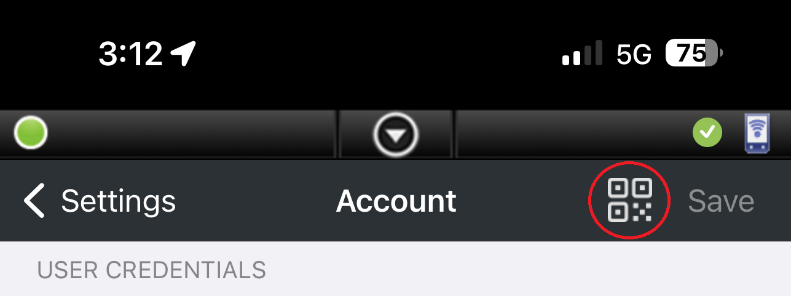 3:12 5G 75
Settings Account Save
USER CREDENTIALS